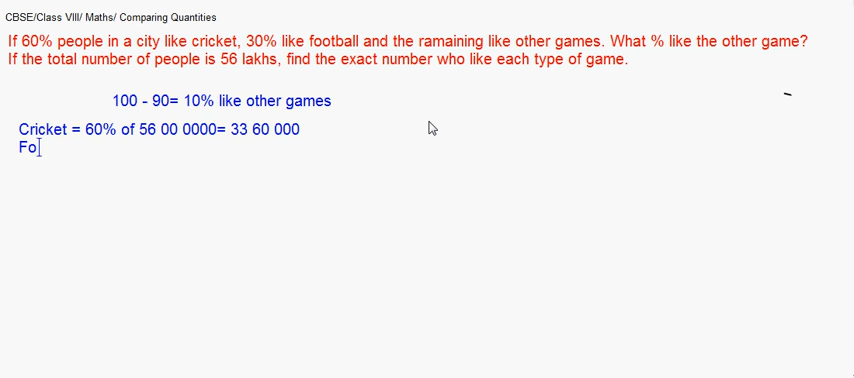 CBSE/Class VIII/ Maths/ Comparing Quantities
If 60% people in a city like cricket, 30% like football and the ramaining like other games. What % like the other game?
If the total number of people is 56 lakhs, find the exact number who like each type of game.
100 - 90= 10% like other games
Cricket = 60% of 56 00 0000= 33 60 000
Fo